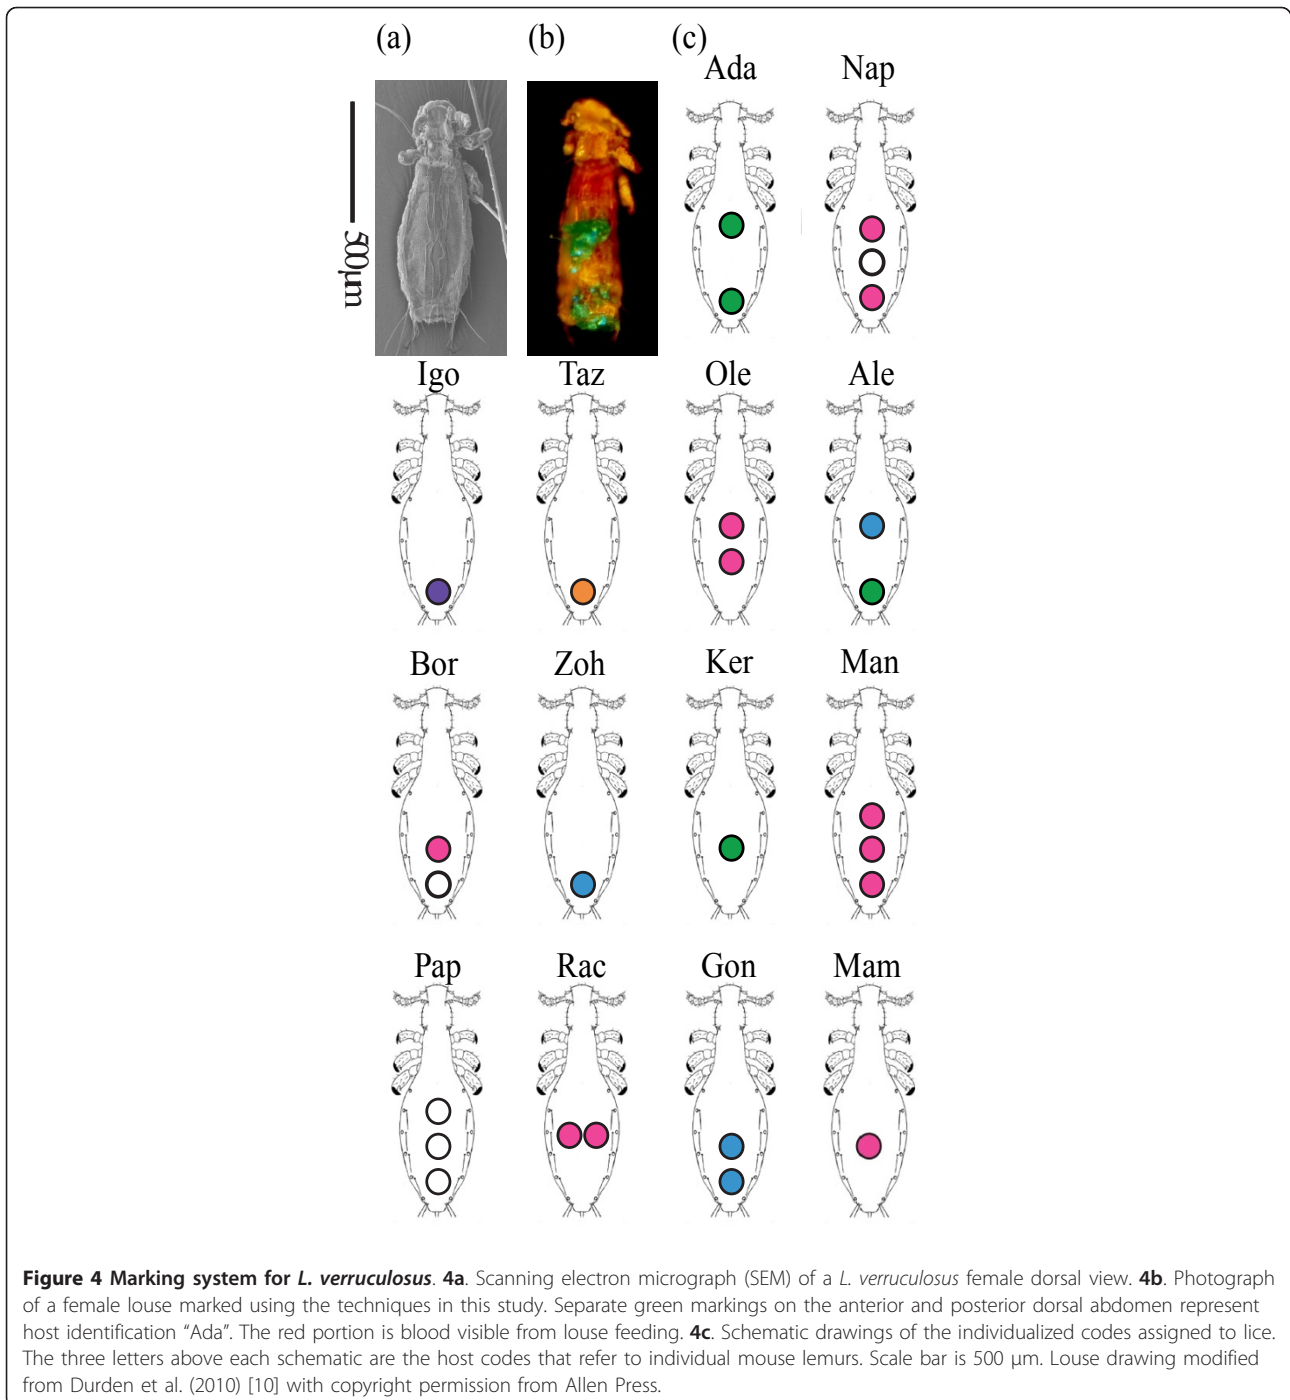 (a) (b) (c)
Ada Nap
500µm
Igo Taz Ole Ale
Bor Zoh Ker Man
Pap Rac Gon Mam
Figure 4 Marking system for L. verruculosus. 4a. Scanning electron micrograph (SEM) of a L. verruculosus female dorsal view. 4b. Photograph
of a female louse marked using the techniques in this study. Separate green markings on the anterior and posterior dorsal abdomen represent
host identification “Ada”. The red portion is blood visible from louse feeding. 4c. Schematic drawings of the individualized codes assigned to lice.
The three letters above each schematic are the host codes that refer to individual mouse lemurs. Scale bar is 500 µm. Louse drawing modified
from Durden et al. (2010) [10] with copyright permission from Allen Press.